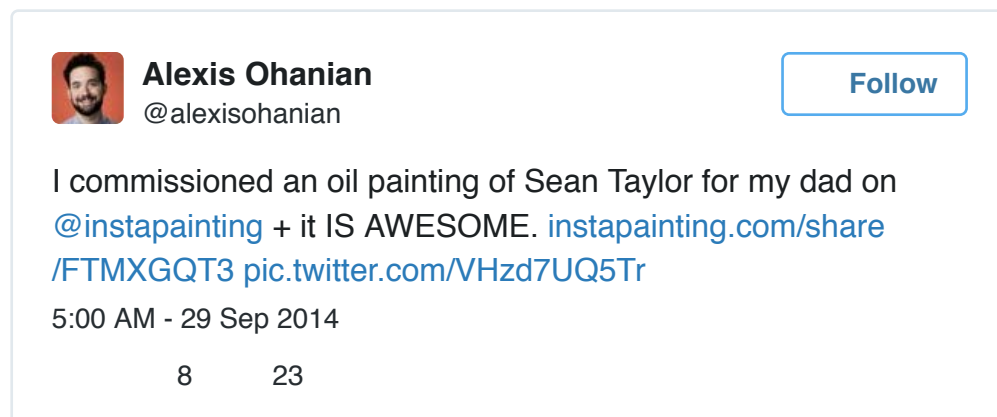 Alexis Ohanian
@alexisohanian
Follow
I commissioned an oil painting of Sean Taylor for my dad on
@instapainting + it IS AWESOME. instapainting.com/share
/FTMXGQT3 pic.twitter.com/VHzd7UQ5Tr
5:00 AM - 29 Sep 2014
8 23